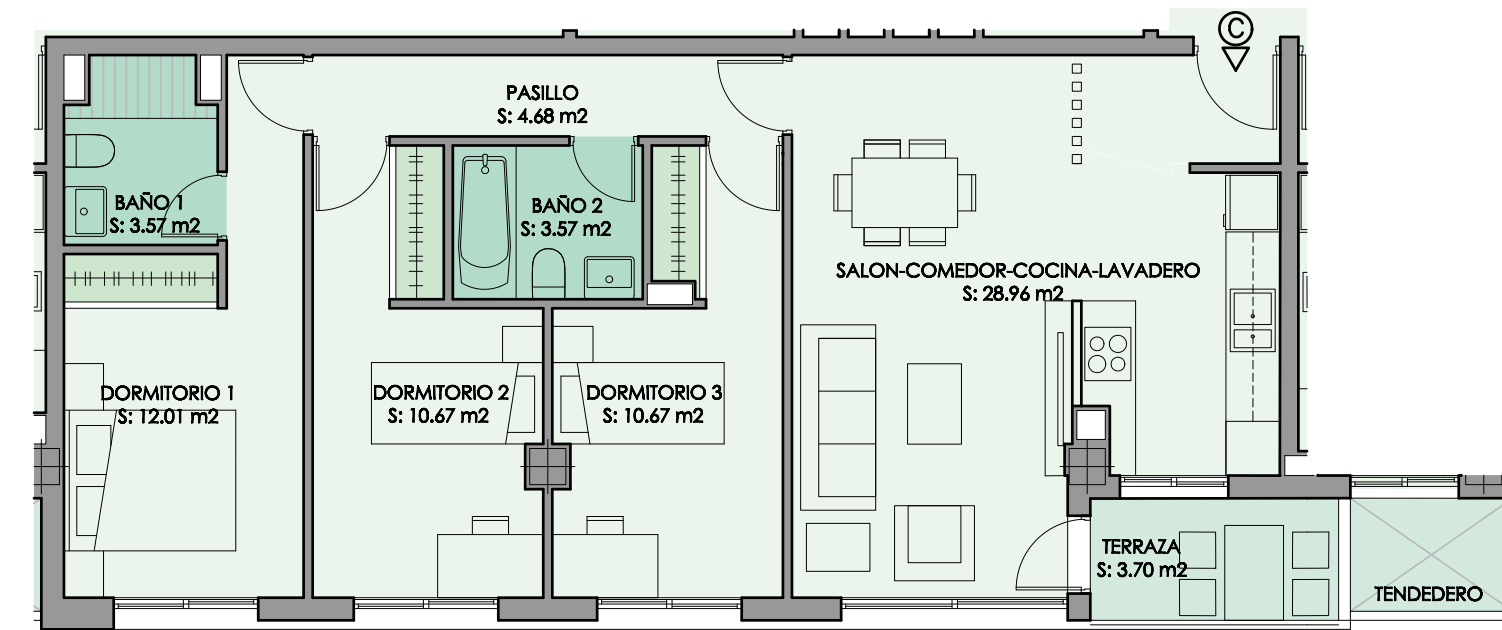 C
PASILLO
S: 4.68 m2
BAÑO 1
S: 3.57 m2
BAÑO 2
S: 3.57 m2
SALON-COMEDOR-COCINA-LAVADERO
S: 28.96 m2
DORMITORIO 1
S: 12.01 m2
DORMITORIO 2
S: 10.67 m2
DORMITORIO 3
S: 10.67 m2
TERRAZA
S: 3.70 m2
TENDEDERO